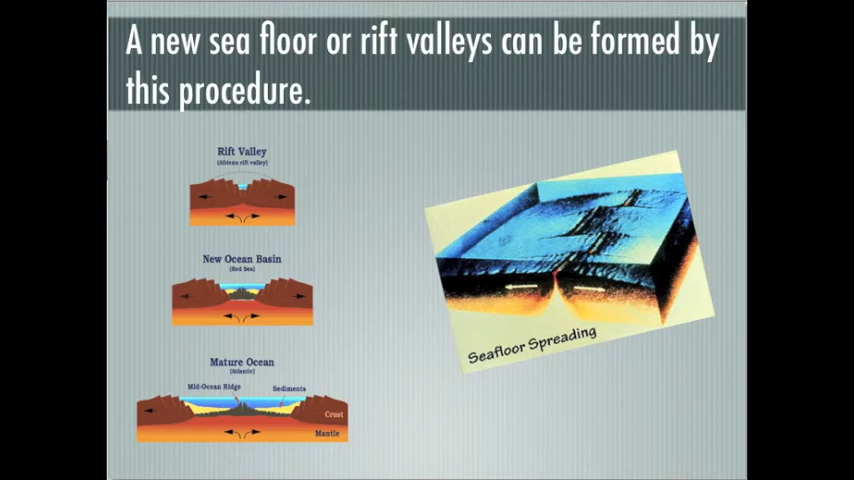 A new sea floor or rift valleys can be formed by
this procedure.
Rift Valley
(African rift valley)
New Ocean Basin
(Red Sea)
Mature Ocean
(Atlantic)
Mid-Ocean Ridge
Sediments
Crust
Mantle
Seafloor Spreading